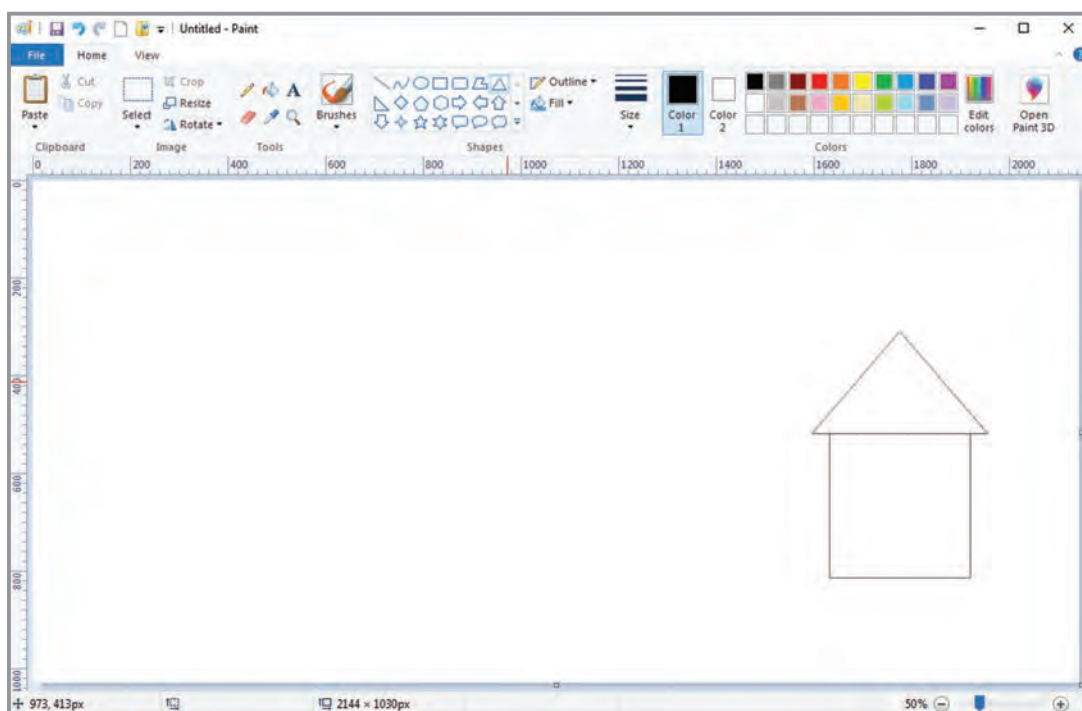 Untitled - Paint
File Home View
Paste
Cut
Copy
Clipboard
Select
Crop
Resize
Rotate
Image
A
Tools
Brushes
Shapes
Outline
Fill
Size
Color 1
Color 2
Colors
Edit colors
Open Paint 3D
0 200 400 600 800 1000 1200 1400 1600 1800 2000
0
200
400
600
800
1000
973, 413px
2144 × 1030px
50%